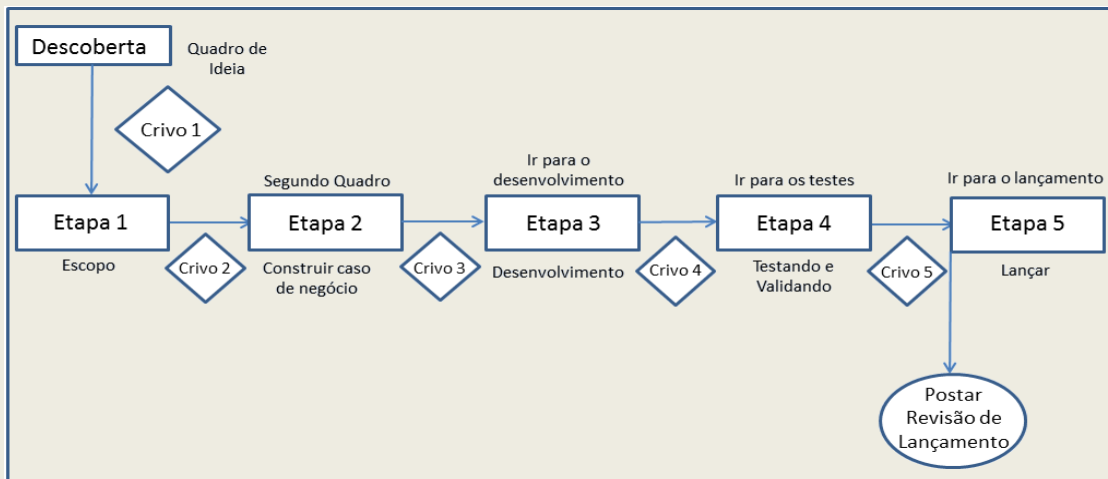 Descoberta
Quadro de
Ideia
Crivo 1
Etapa 1
Escopo
Crivo 2
Segundo Quadro
Etapa 2
Construir caso
de negócio
Crivo 3
Ir para o
desenvolvimento
Etapa 3
Desenvolvimento
Crivo 4
Ir para os testes
Etapa 4
Testando e
Validando
Crivo 5
Ir para o lançamento
Etapa 5
Lançar
Postar
Revisão de
Lançamento